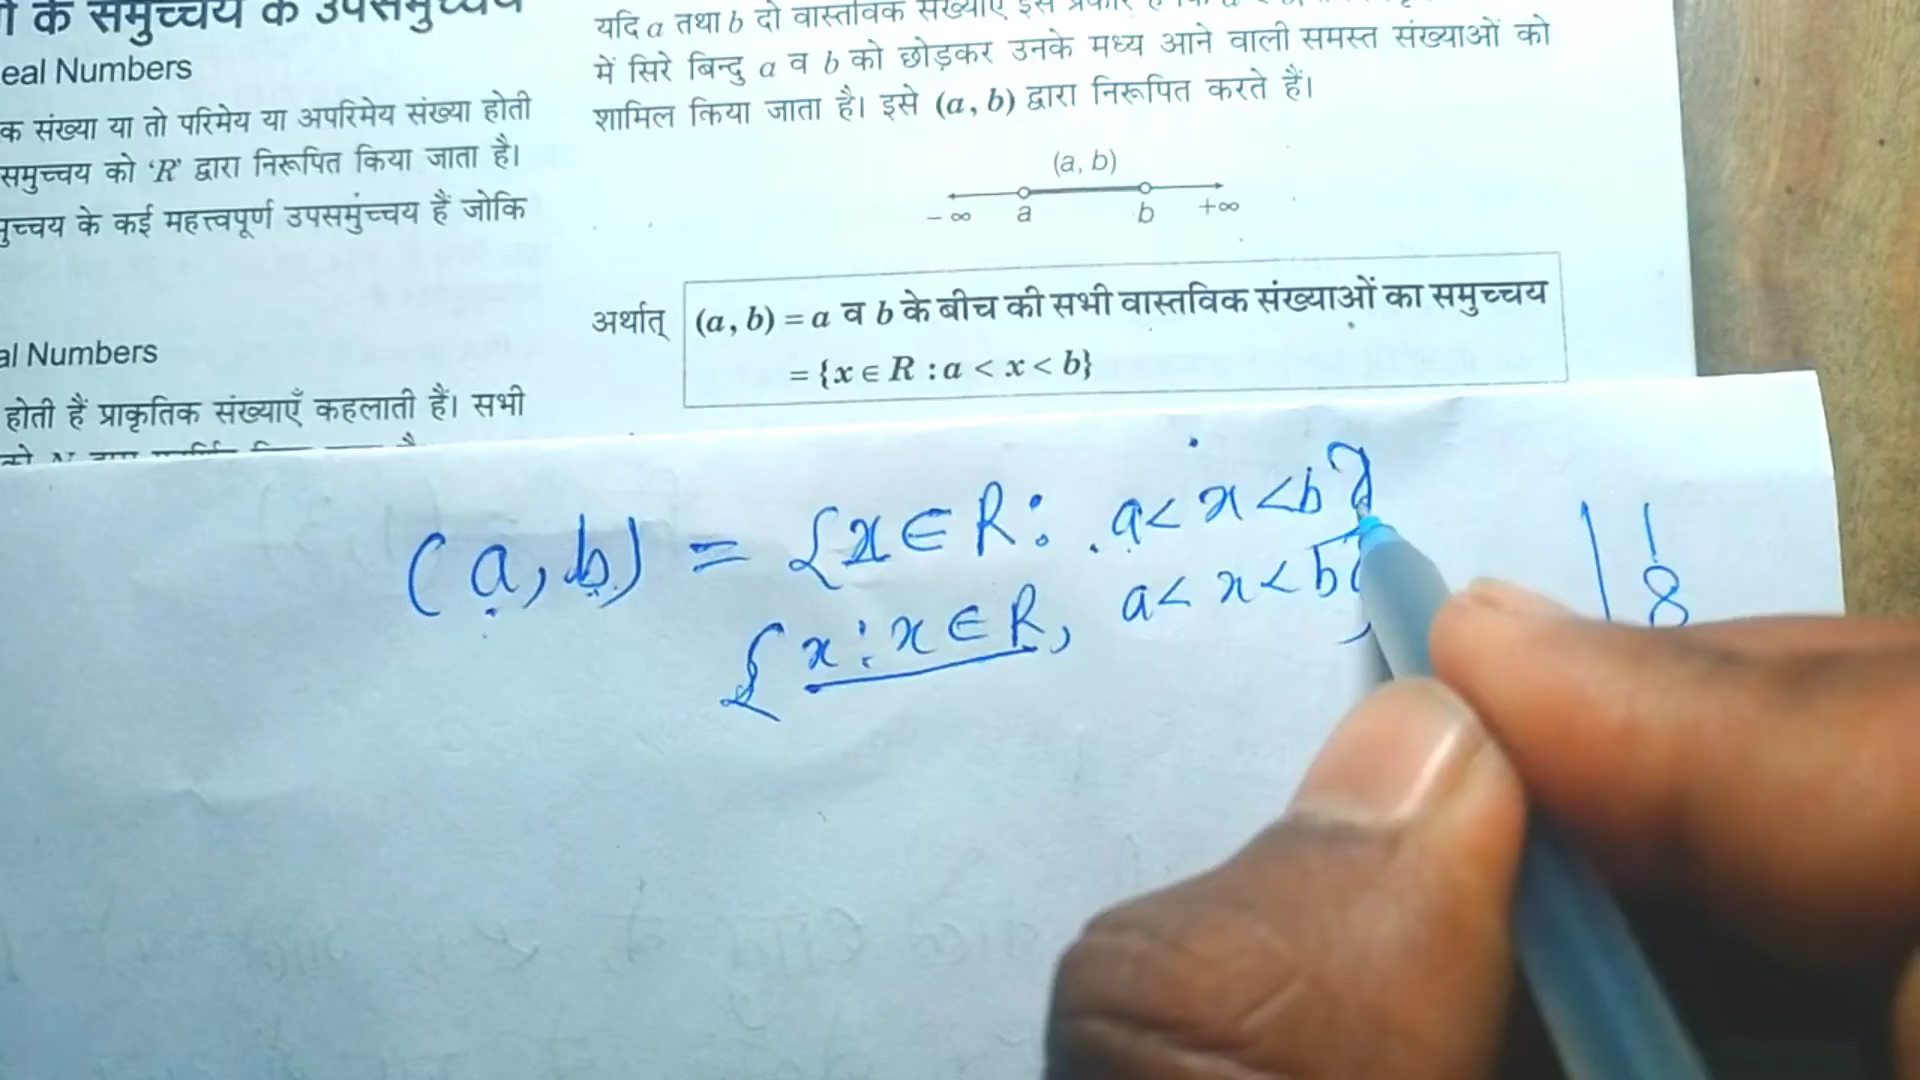 के समुच्चय के उपसमुच्चय
eal Numbers
क संख्या या तो परिमेय या अपरिमेय संख्या होती
समुच्चय को ‘R’ द्वारा निरूपित किया जाता है।
मुच्चय के कई महत्त्वपूर्ण उपसमुंच्चय हैं जोकि
al Numbers
होती हैं प्राकृतिक संख्याएँ कहलाती हैं। सभी
यदि a तथा b दो वास्तविक संख्याएँ इस प्रकार
में सिरे बिन्दु a व b को छोड़कर उनके मध्य आने वाली समस्त संख्याओं को
शामिल किया जाता है। इसे (a, b) द्वारा निरूपित करते हैं।
(a, b)
– ∞ a b +∞
अर्थात् (a, b) = a व b के बीच की सभी वास्तविक संख्याओं का समुच्चय
= {x ∈ R : a < x < b}
(a, b) = {x ∈ R : a < x < b}
{x : x ∈ R, a < x < b}